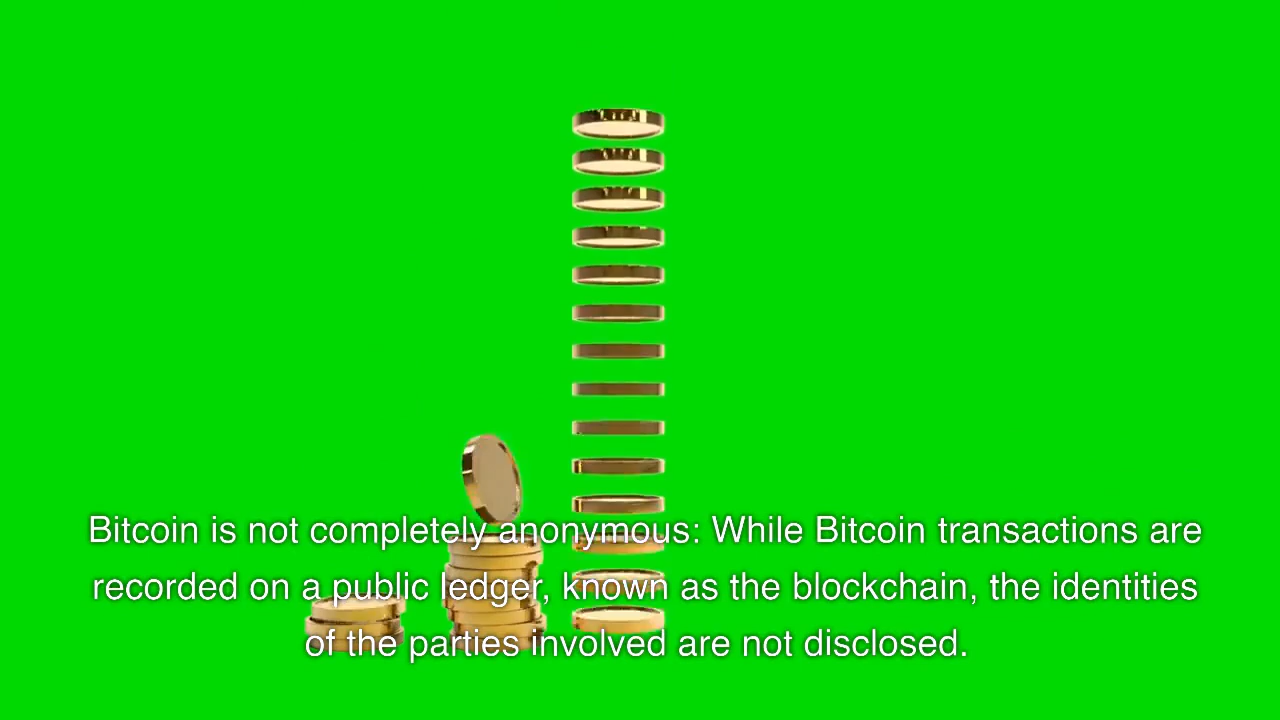 Bitcoin is not completely anonymous: While Bitcoin transactions are
recorded on a public ledger, known as the blockchain, the identities
of the parties involved are not disclosed.